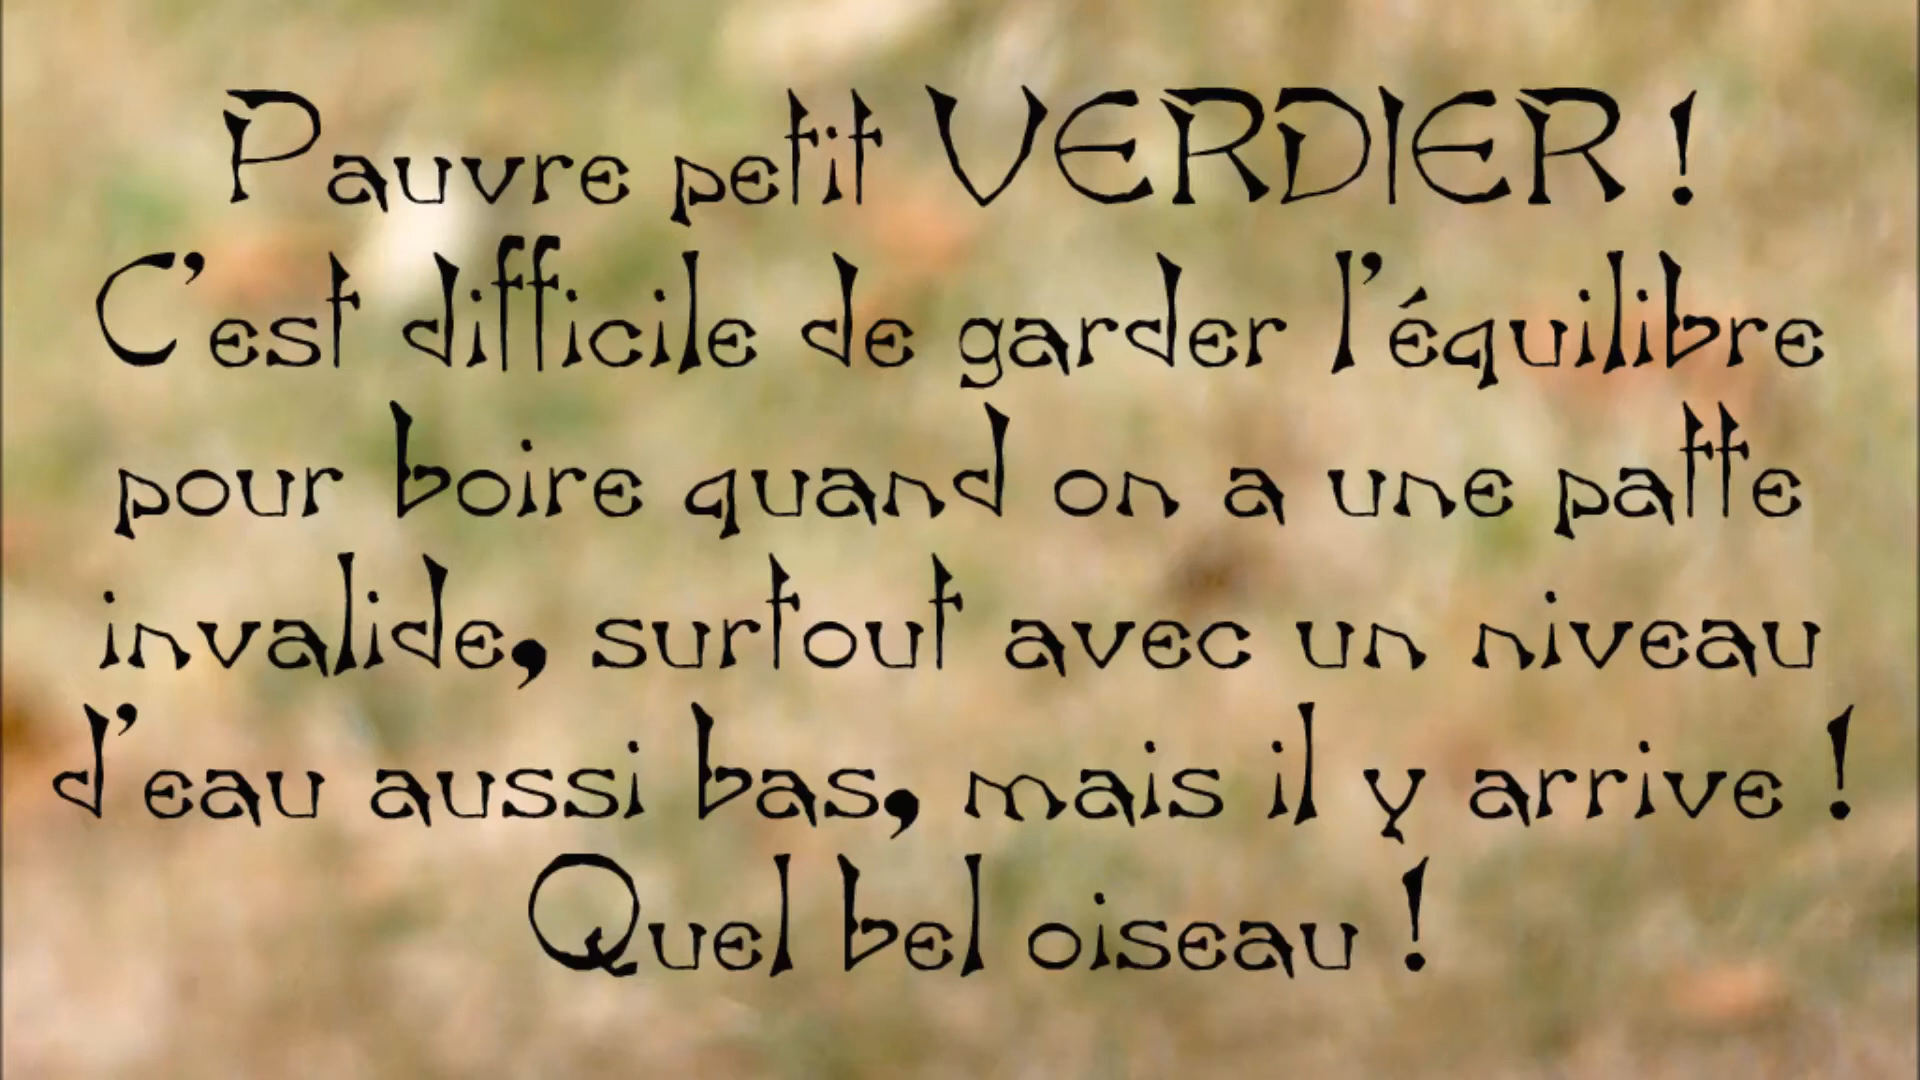 Pauvre petit VERDIER !
C'est difficile de garder l'équilibre
pour boire quand on a une patte
invalide, surtout avec un niveau
d'eau aussi bas, mais il y arrive !
Quel bel oiseau !